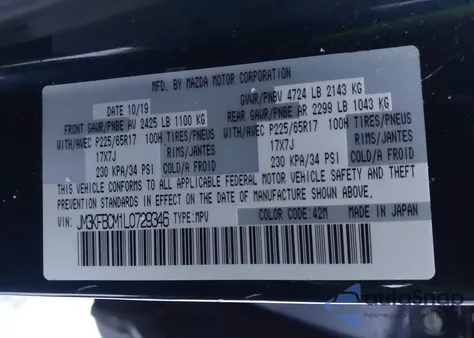 MFD. BY MAZDA MOTOR CORPORATION
DATE 10/19
GVWR/PNBV 4724 LB 2143 KG
FRONT GAWR/PNBE AV 2425 LB 1100 KG
REAR GAWR/PNBE AR 2299 LB 1043 KG
WITH/AVEC P225/65R17 100H TIRES/PNEUS
WITH/AVEC P225/65R17 100H TIRES/PNEUS
17X7J RIMS/JANTES
17X7J RIMS/JANTES
230 KPA/34 PSI COLD/A FROID
230 KPA/34 PSI COLD/A FROID
THIS VEHICLE CONFORMS TO ALL APPLICABLE FEDERAL MOTOR VEHICLE SAFETY AND THEFT
PREVENTION STANDARDS IN EFFECT ON THE DATE OF MANUFACTURE SHOWN ABOVE.
VIN: JM3KFBCM1L0729346 TYPE:MPV
COLOR CODE:42M
MADE IN JAPAN